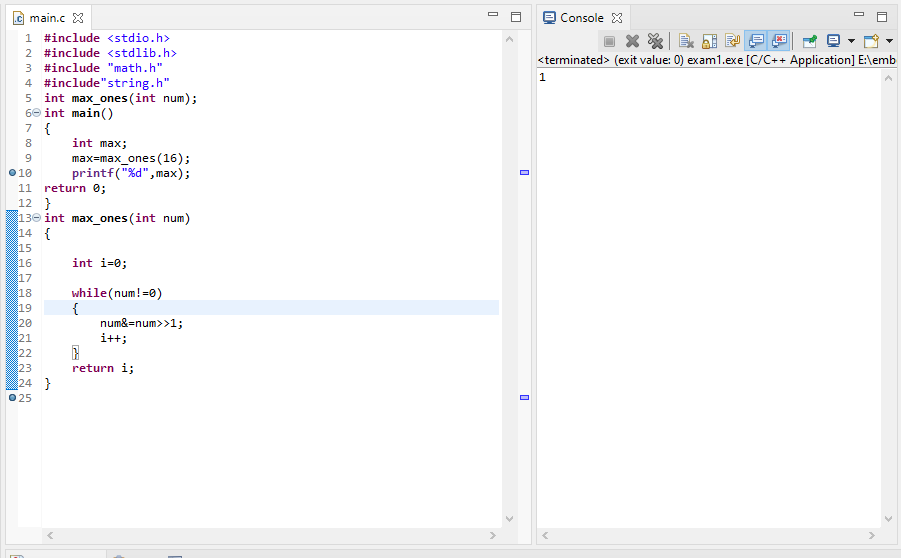 main.c
1 #include <stdio.h>
2 #include <stdlib.h>
3 #include "math.h"
4 #include"string.h"
5 int max_ones(int num);
6 int main()
7 {
8     int max;
9     max=max_ones(16);
10     printf("%d",max);
11 return 0;
12 }
13 int max_ones(int num)
14 {
15
16     int i=0;
17
18     while(num!=0)
19     {
20         num&=num>>1;
21         i++;
22     }
23     return i;
24 }
25
Console
<terminated> (exit value: 0) exam1.exe [C/C++ Application] E:\emb
1